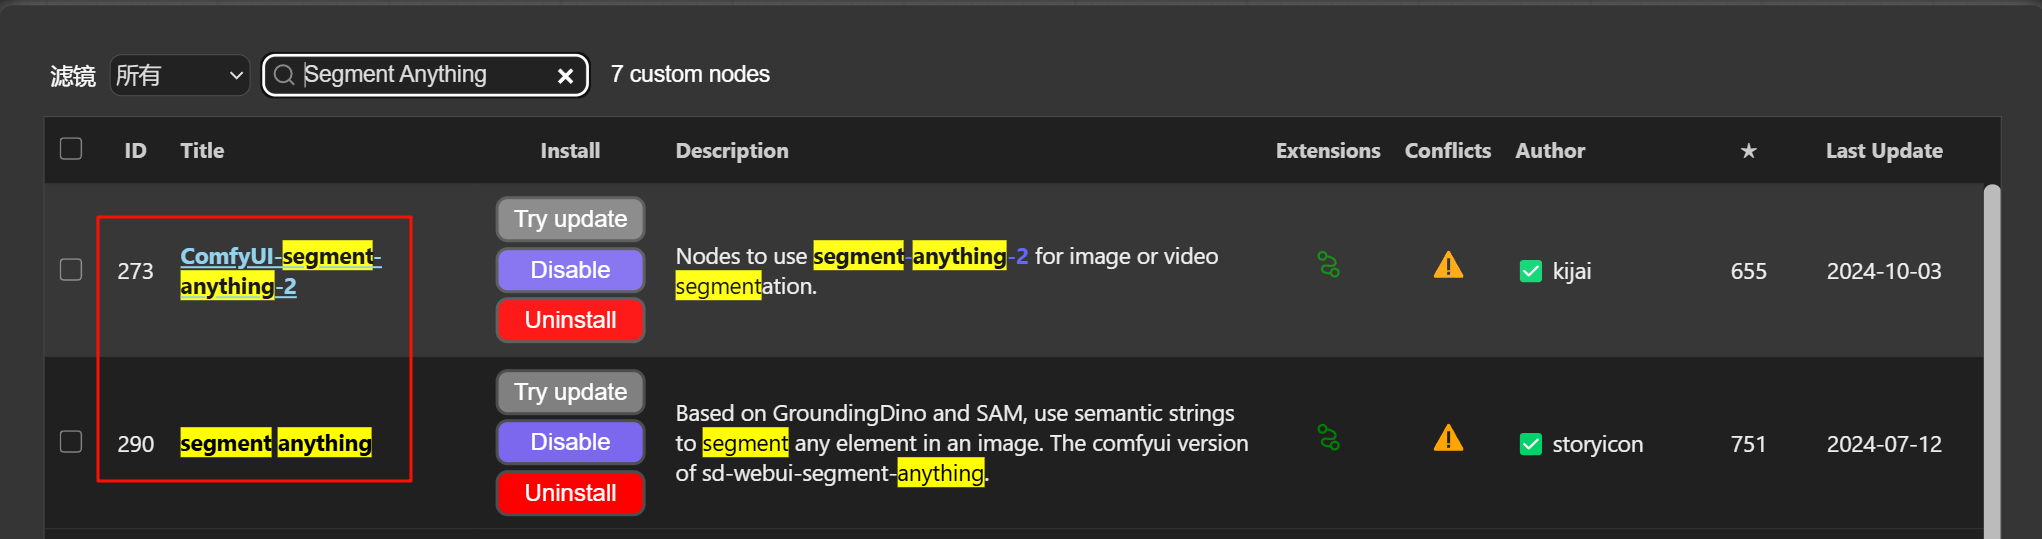 滤镜 所有 Segment Anything 7 custom nodes
ID Title Install Description Extensions Conflicts Author ★ Last Update
Try update
Disable
Uninstall
273 ComfyUI-segment-
anything-2
Nodes to use segment-anything-2 for image or video
segmentation.
kijai 655 2024-10-03
Try update
Disable
Uninstall
290 segment anything
Based on GroundingDino and SAM, use semantic strings
to segment any element in an image. The comfyui version
of sd-webui-segment-anything.
storyicon 751 2024-07-12